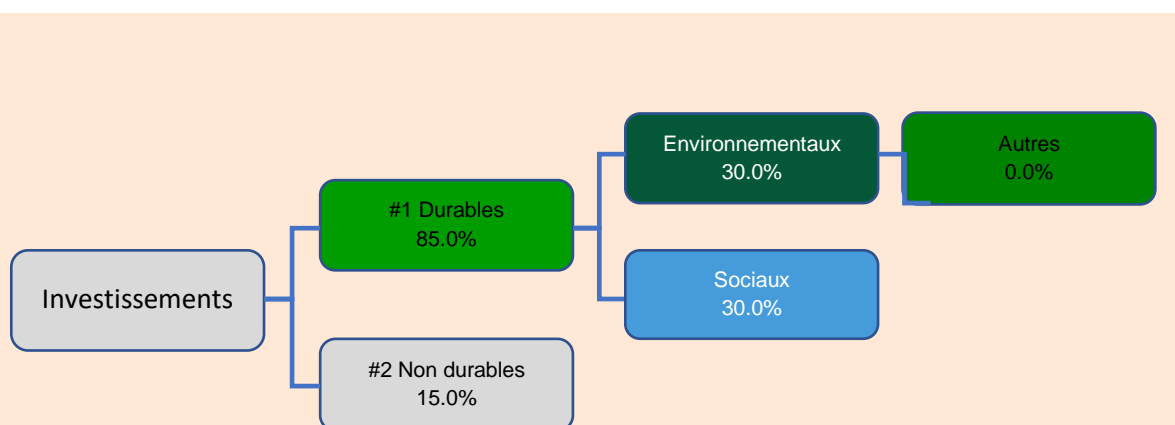 Investissements
#1 Durables
85.0%
#2 Non durables
15.0%
Environnementaux
30.0%
Sociaux
30.0%
Autres
0.0%